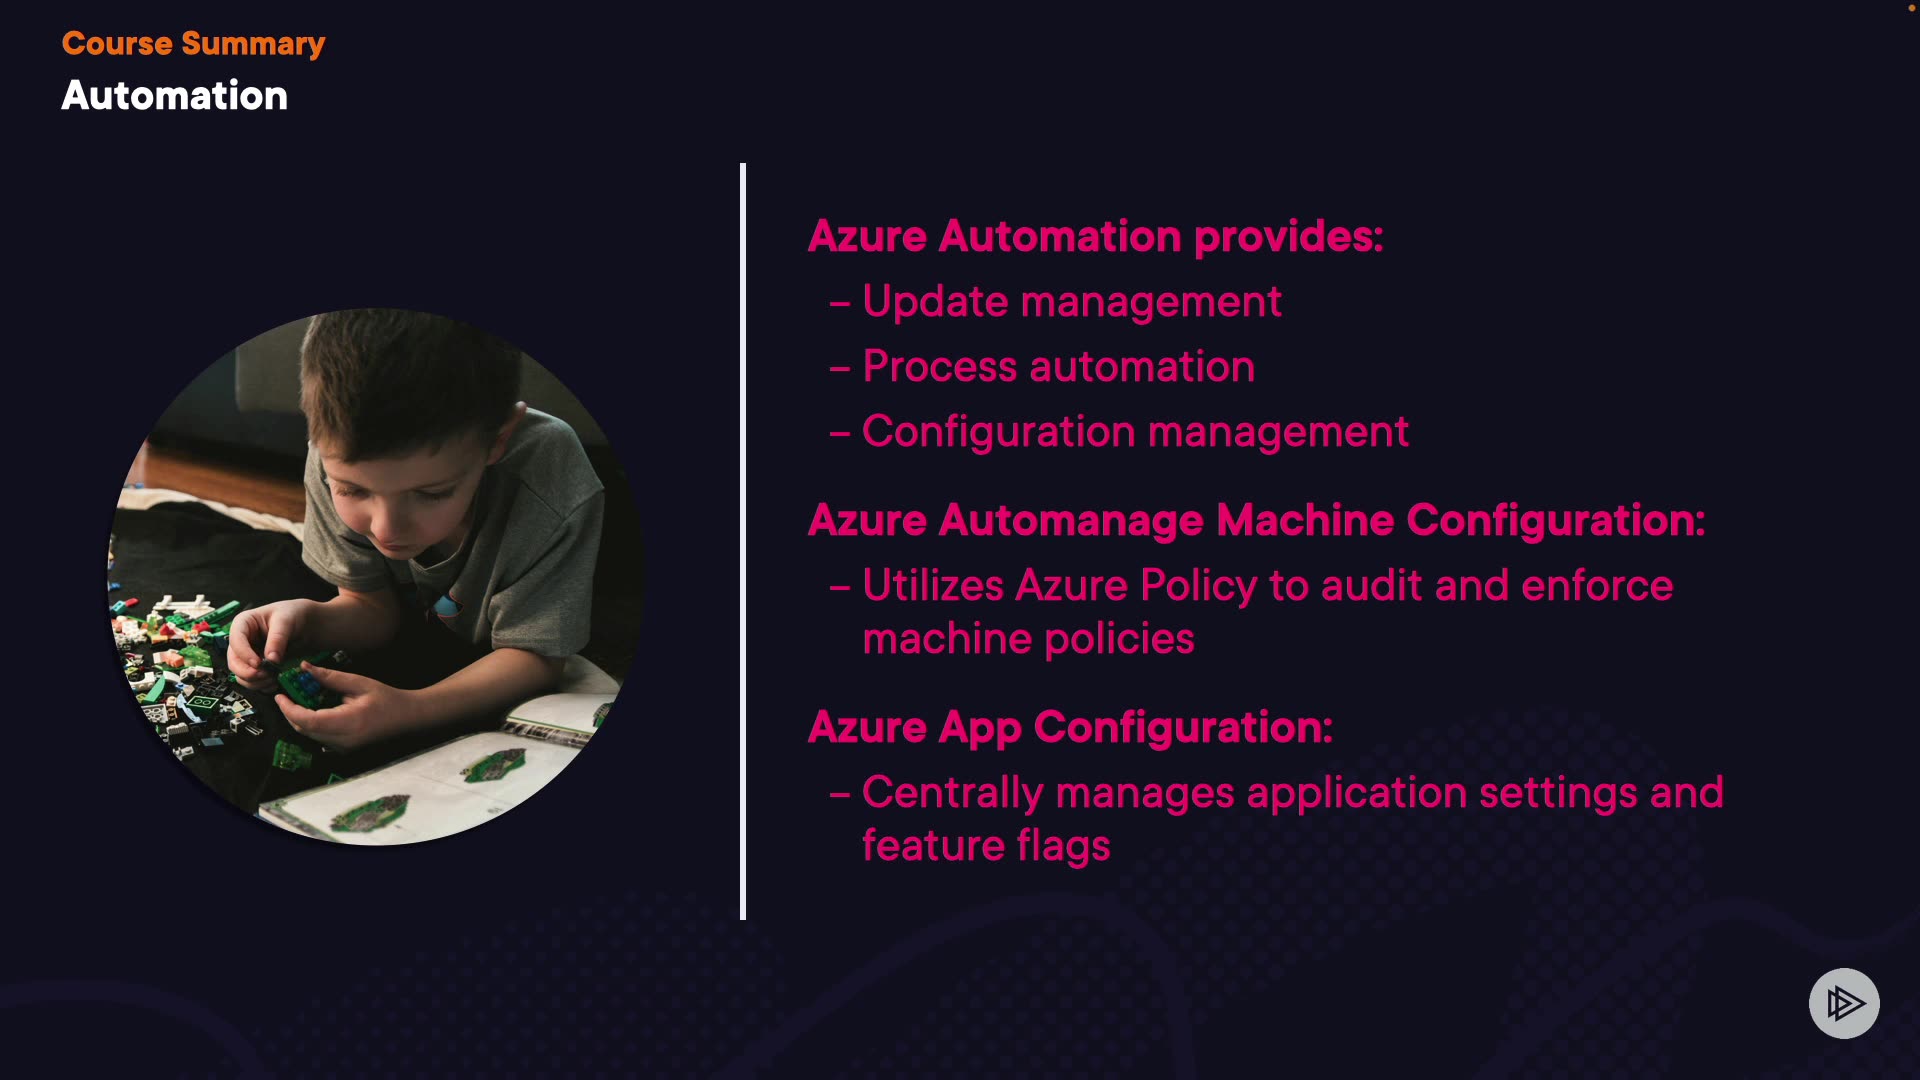 Course Summary
Automation
Azure Automation provides:
– Update management
– Process automation
– Configuration management
Azure Automanage Machine Configuration:
– Utilizes Azure Policy to audit and enforce
machine policies
Azure App Configuration:
– Centrally manages application settings and
feature flags